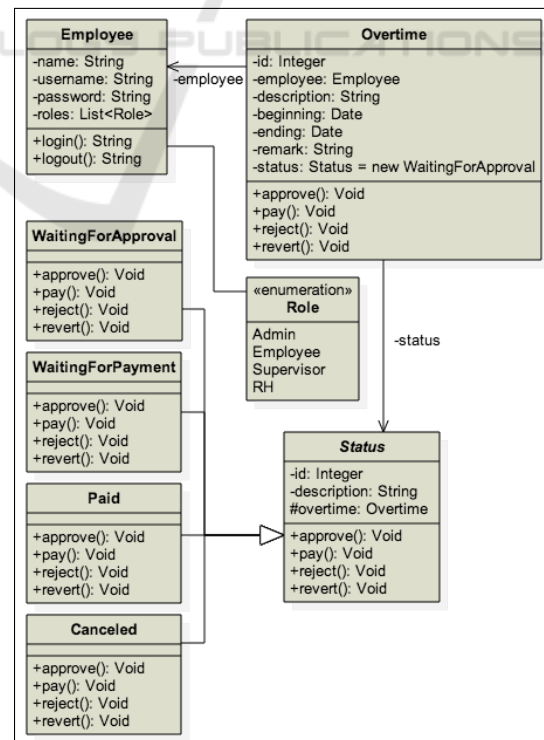 LOGY PUBLICATIONS
Employee
-name: String
-username: String
-password: String
-roles: List<Role>
+login(): String
+logout(): String
-employee
Overtime
-id: Integer
-employee: Employee
-description: String
-beginning: Date
-ending: Date
-remark: String
-status: Status = new WaitingForApproval
+approve(): Void
+pay(): Void
+reject(): Void
+revert(): Void
WaitingForApproval
+approve(): Void
+pay(): Void
+reject(): Void
+revert(): Void
«enumeration»
Role
Admin
Employee
Supervisor
RH
-status
WaitingForPayment
+approve(): Void
+pay(): Void
+reject(): Void
+revert(): Void
Status
-id: Integer
-description: String
#overtime: Overtime
+approve(): Void
+pay(): Void
+reject(): Void
+revert(): Void
Paid
+approve(): Void
+pay(): Void
+reject(): Void
+revert(): Void
Canceled
+approve(): Void
+pay(): Void
+reject(): Void
+revert(): Void